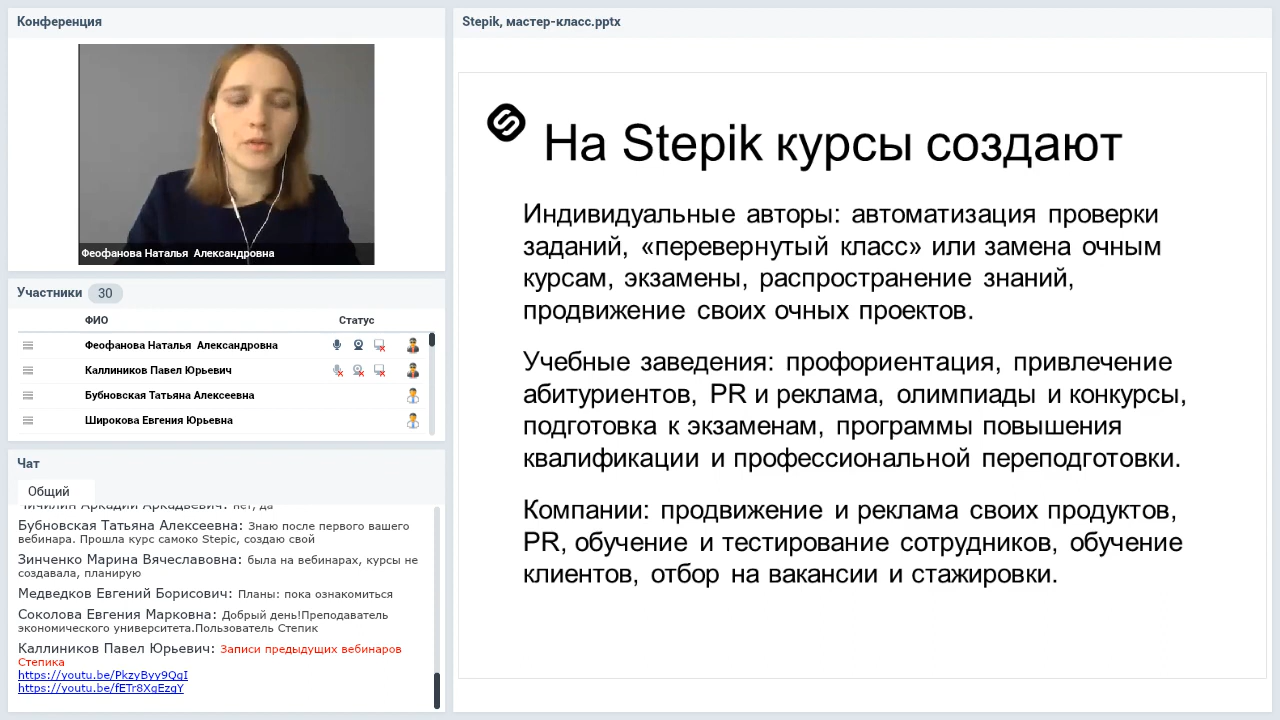 Конференция
Феофанова Наталья Александровна
Участники 30
ФИО Статус
Феофанова Наталья Александровна
Каллиников Павел Юрьевич
Бубновская Татьяна Алексеевна
Широкова Евгения Юрьевна
Чат
Общий
Чичилин Аркадий Аркадьевич: нет, да
Бубновская Татьяна Алексеевна: Знаю после первого вашего
вебинара. Прошла курс самоко Stepic, создаю свой
Зинченко Марина Вячеславовна: была на вебинарах, курсы не
создавала, планирую
Медведков Евгений Борисович: Планы: пока ознакомиться
Соколова Евгения Марковна: Добрый день!Преподаватель
экономического университета.Пользователь Степик
Каллиников Павел Юрьевич: Записи предыдущих вебинаров
Степика
https://youtu.be/PkzyByy9QgI
https://youtu.be/fETr8XgEzgY
Stepik, мастер-класс.pptx
На Stepik курсы создают
Индивидуальные авторы: автоматизация проверки
заданий, «перевернутый класс» или замена очным
курсам, экзамены, распространение знаний,
продвижение своих очных проектов.
Учебные заведения: профориентация, привлечение
абитуриентов, PR и реклама, олимпиады и конкурсы,
подготовка к экзаменам, программы повышения
квалификации и профессиональной переподготовки.
Компании: продвижение и реклама своих продуктов,
PR, обучение и тестирование сотрудников, обучение
клиентов, отбор на вакансии и стажировки.